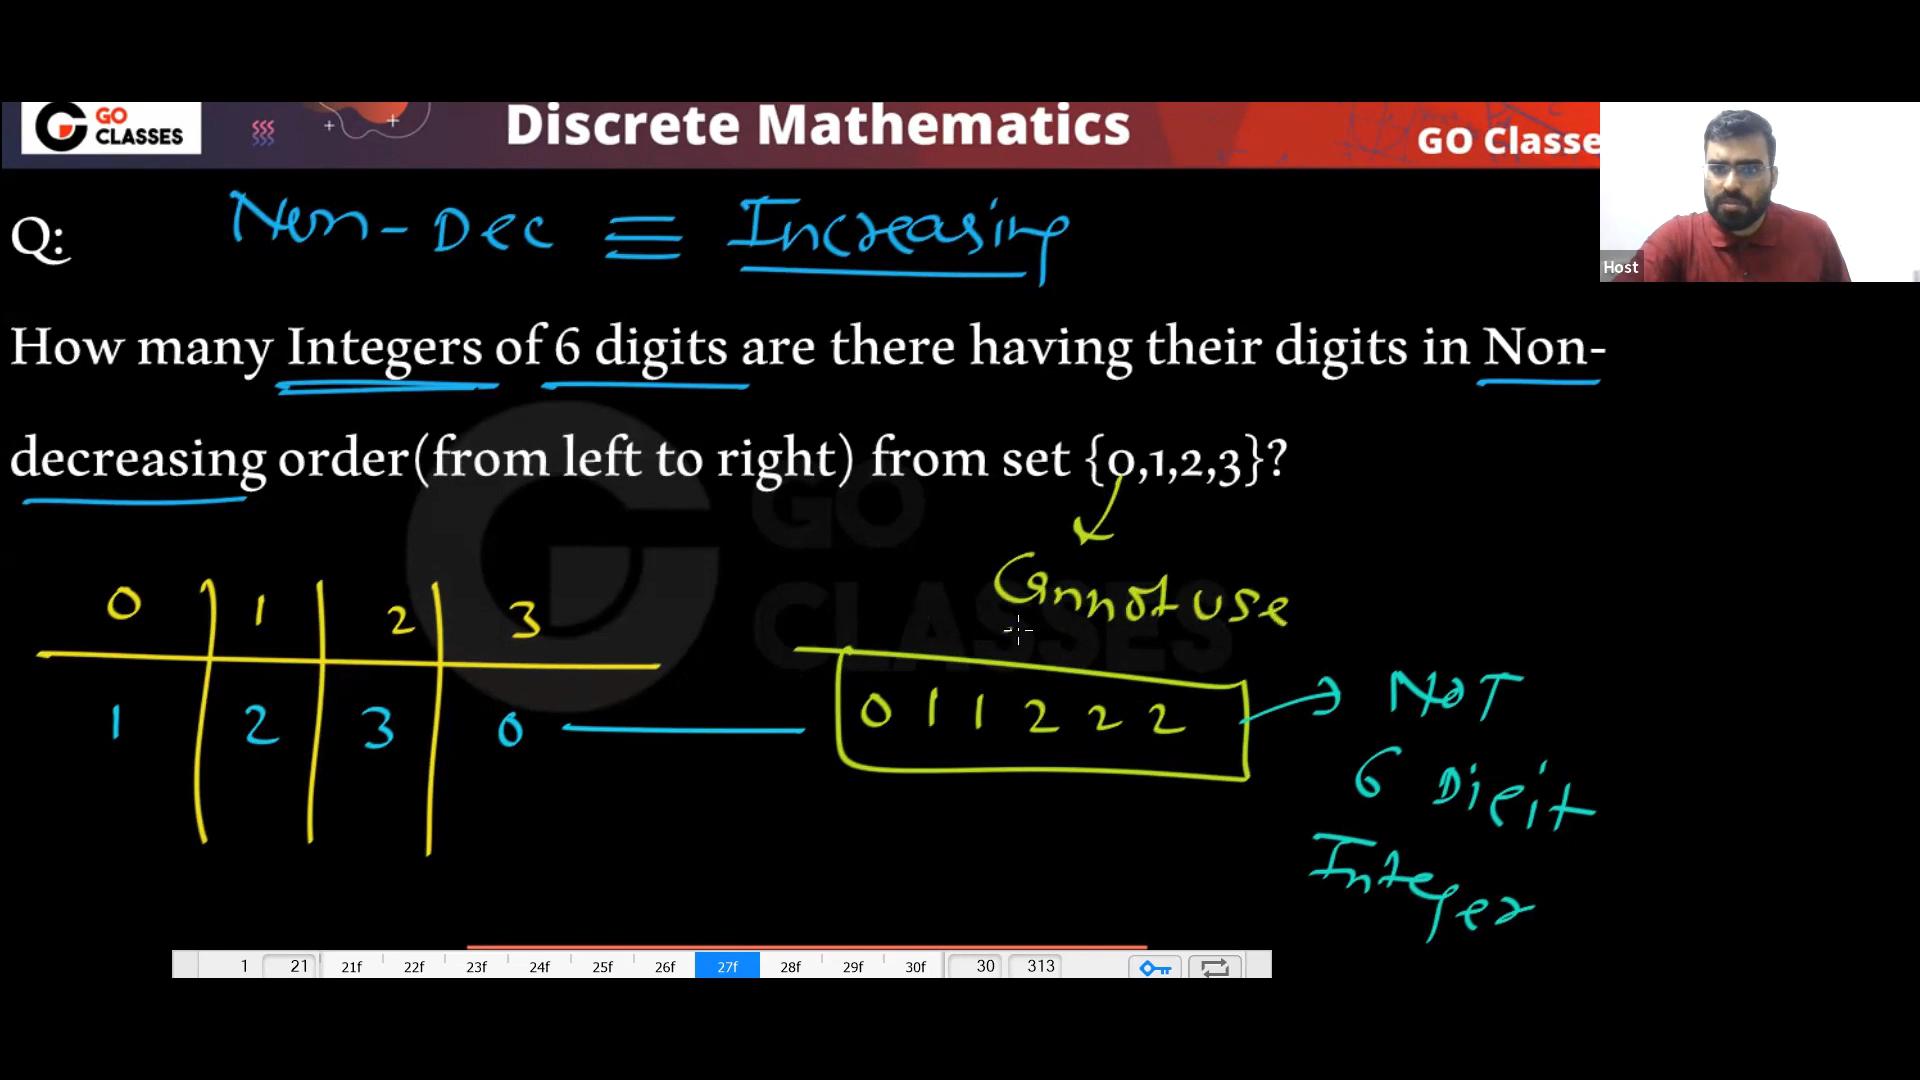 GO
CLASSES
Discrete Mathematics
GO Classe
Host
Q:
Non-Dec ≡ Increasing
How many Integers of 6 digits are there having their digits in Non-
decreasing order(from left to right) from set {0,1,2,3}?
GO
CLASSES
Cannot use
0 1 2 3
1 2 3 0
0 1 1 2 2 2
NOT
6 Digit
Integer
1 21 21f 22f 23f 24f 25f 26f 27f 28f 29f 30f 30 313